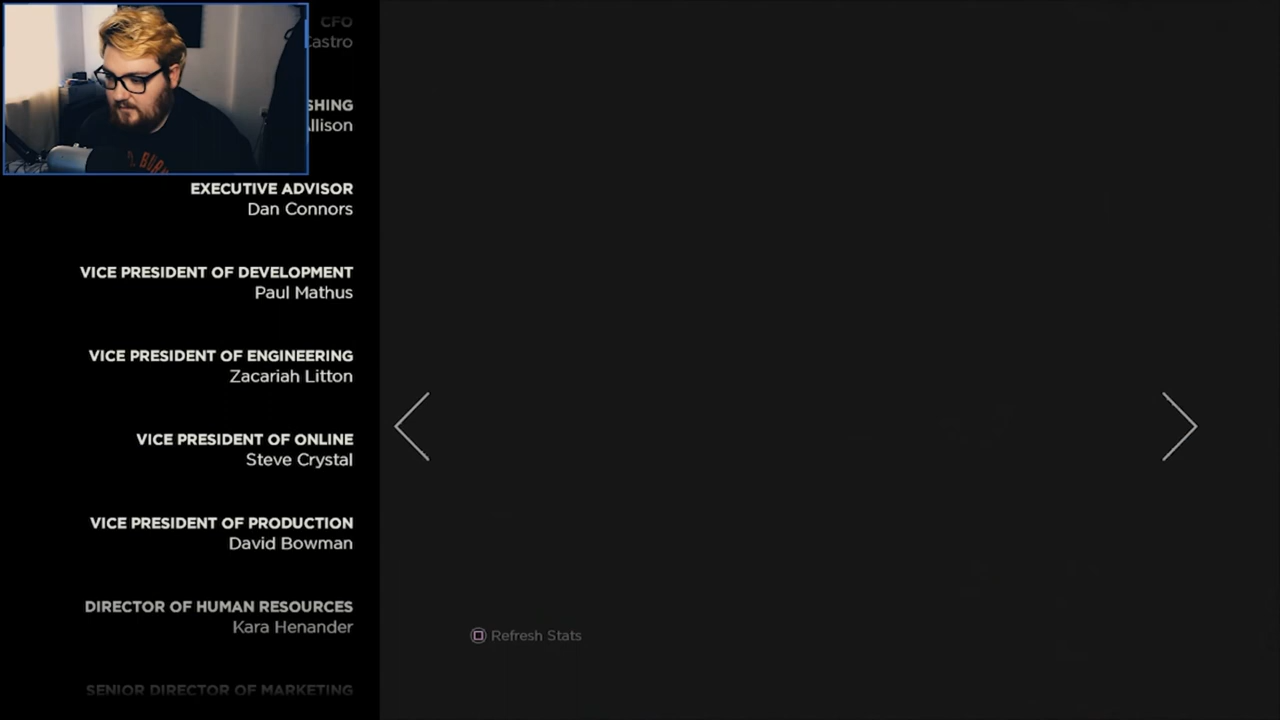 CFO
Castro
SHING
Allison
EXECUTIVE ADVISOR
Dan Connors
VICE PRESIDENT OF DEVELOPMENT
Paul Mathus
VICE PRESIDENT OF ENGINEERING
Zacariah Litton
VICE PRESIDENT OF ONLINE
Steve Crystal
VICE PRESIDENT OF PRODUCTION
David Bowman
DIRECTOR OF HUMAN RESOURCES
Kara Henander
Refresh Stats
SENIOR DIRECTOR OF MARKETING